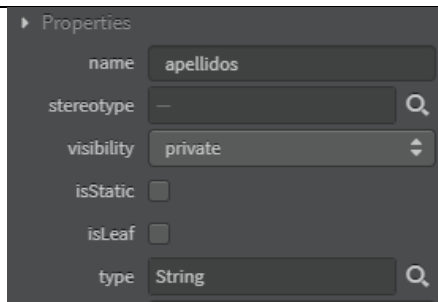 Properties
name apellidos
stereotype —
visibility private
isStatic
isLeaf
type String